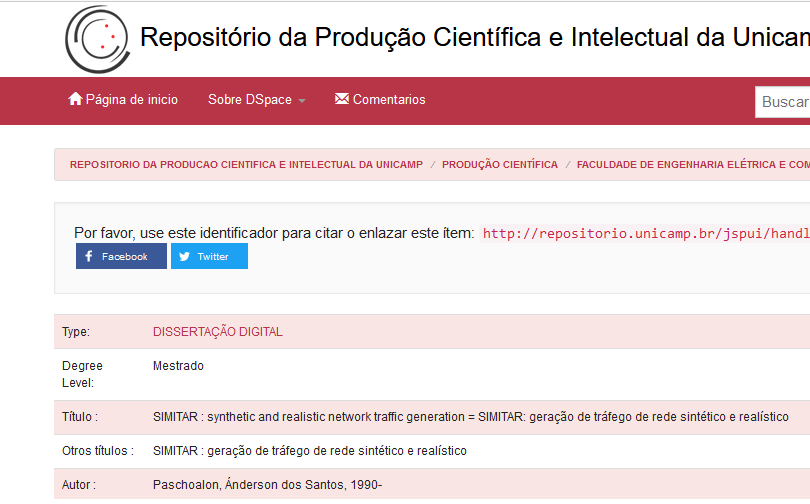 Repositório da Produção Científica e Intelectual da
Página de inicio Sobre DSpace Comentarios Buscar
REPOSITORIO DA PRODUCAO CIENTIFICA E INTELECTUAL DA UNICAMP / PRODUÇÃO CIENTÍFICA / FACULDADE DE ENGENHARIA ELÉTRICA E
Por favor, use este identificador para citar o enlazar este ítem: http://repositorio.unicamp.br/jspui/handl
Facebook Twitter
Type: DISSERTAÇÃO DIGITAL
Degree Level: Mestrado
Título : SIMITAR : synthetic and realistic network traffic generation = SIMITAR: geração de tráfego de rede sintético e realístico
Otros títulos : SIMITAR : geração de tráfego de rede sintético e realístico
Autor : Paschoalon, Ánderson dos Santos, 1990-